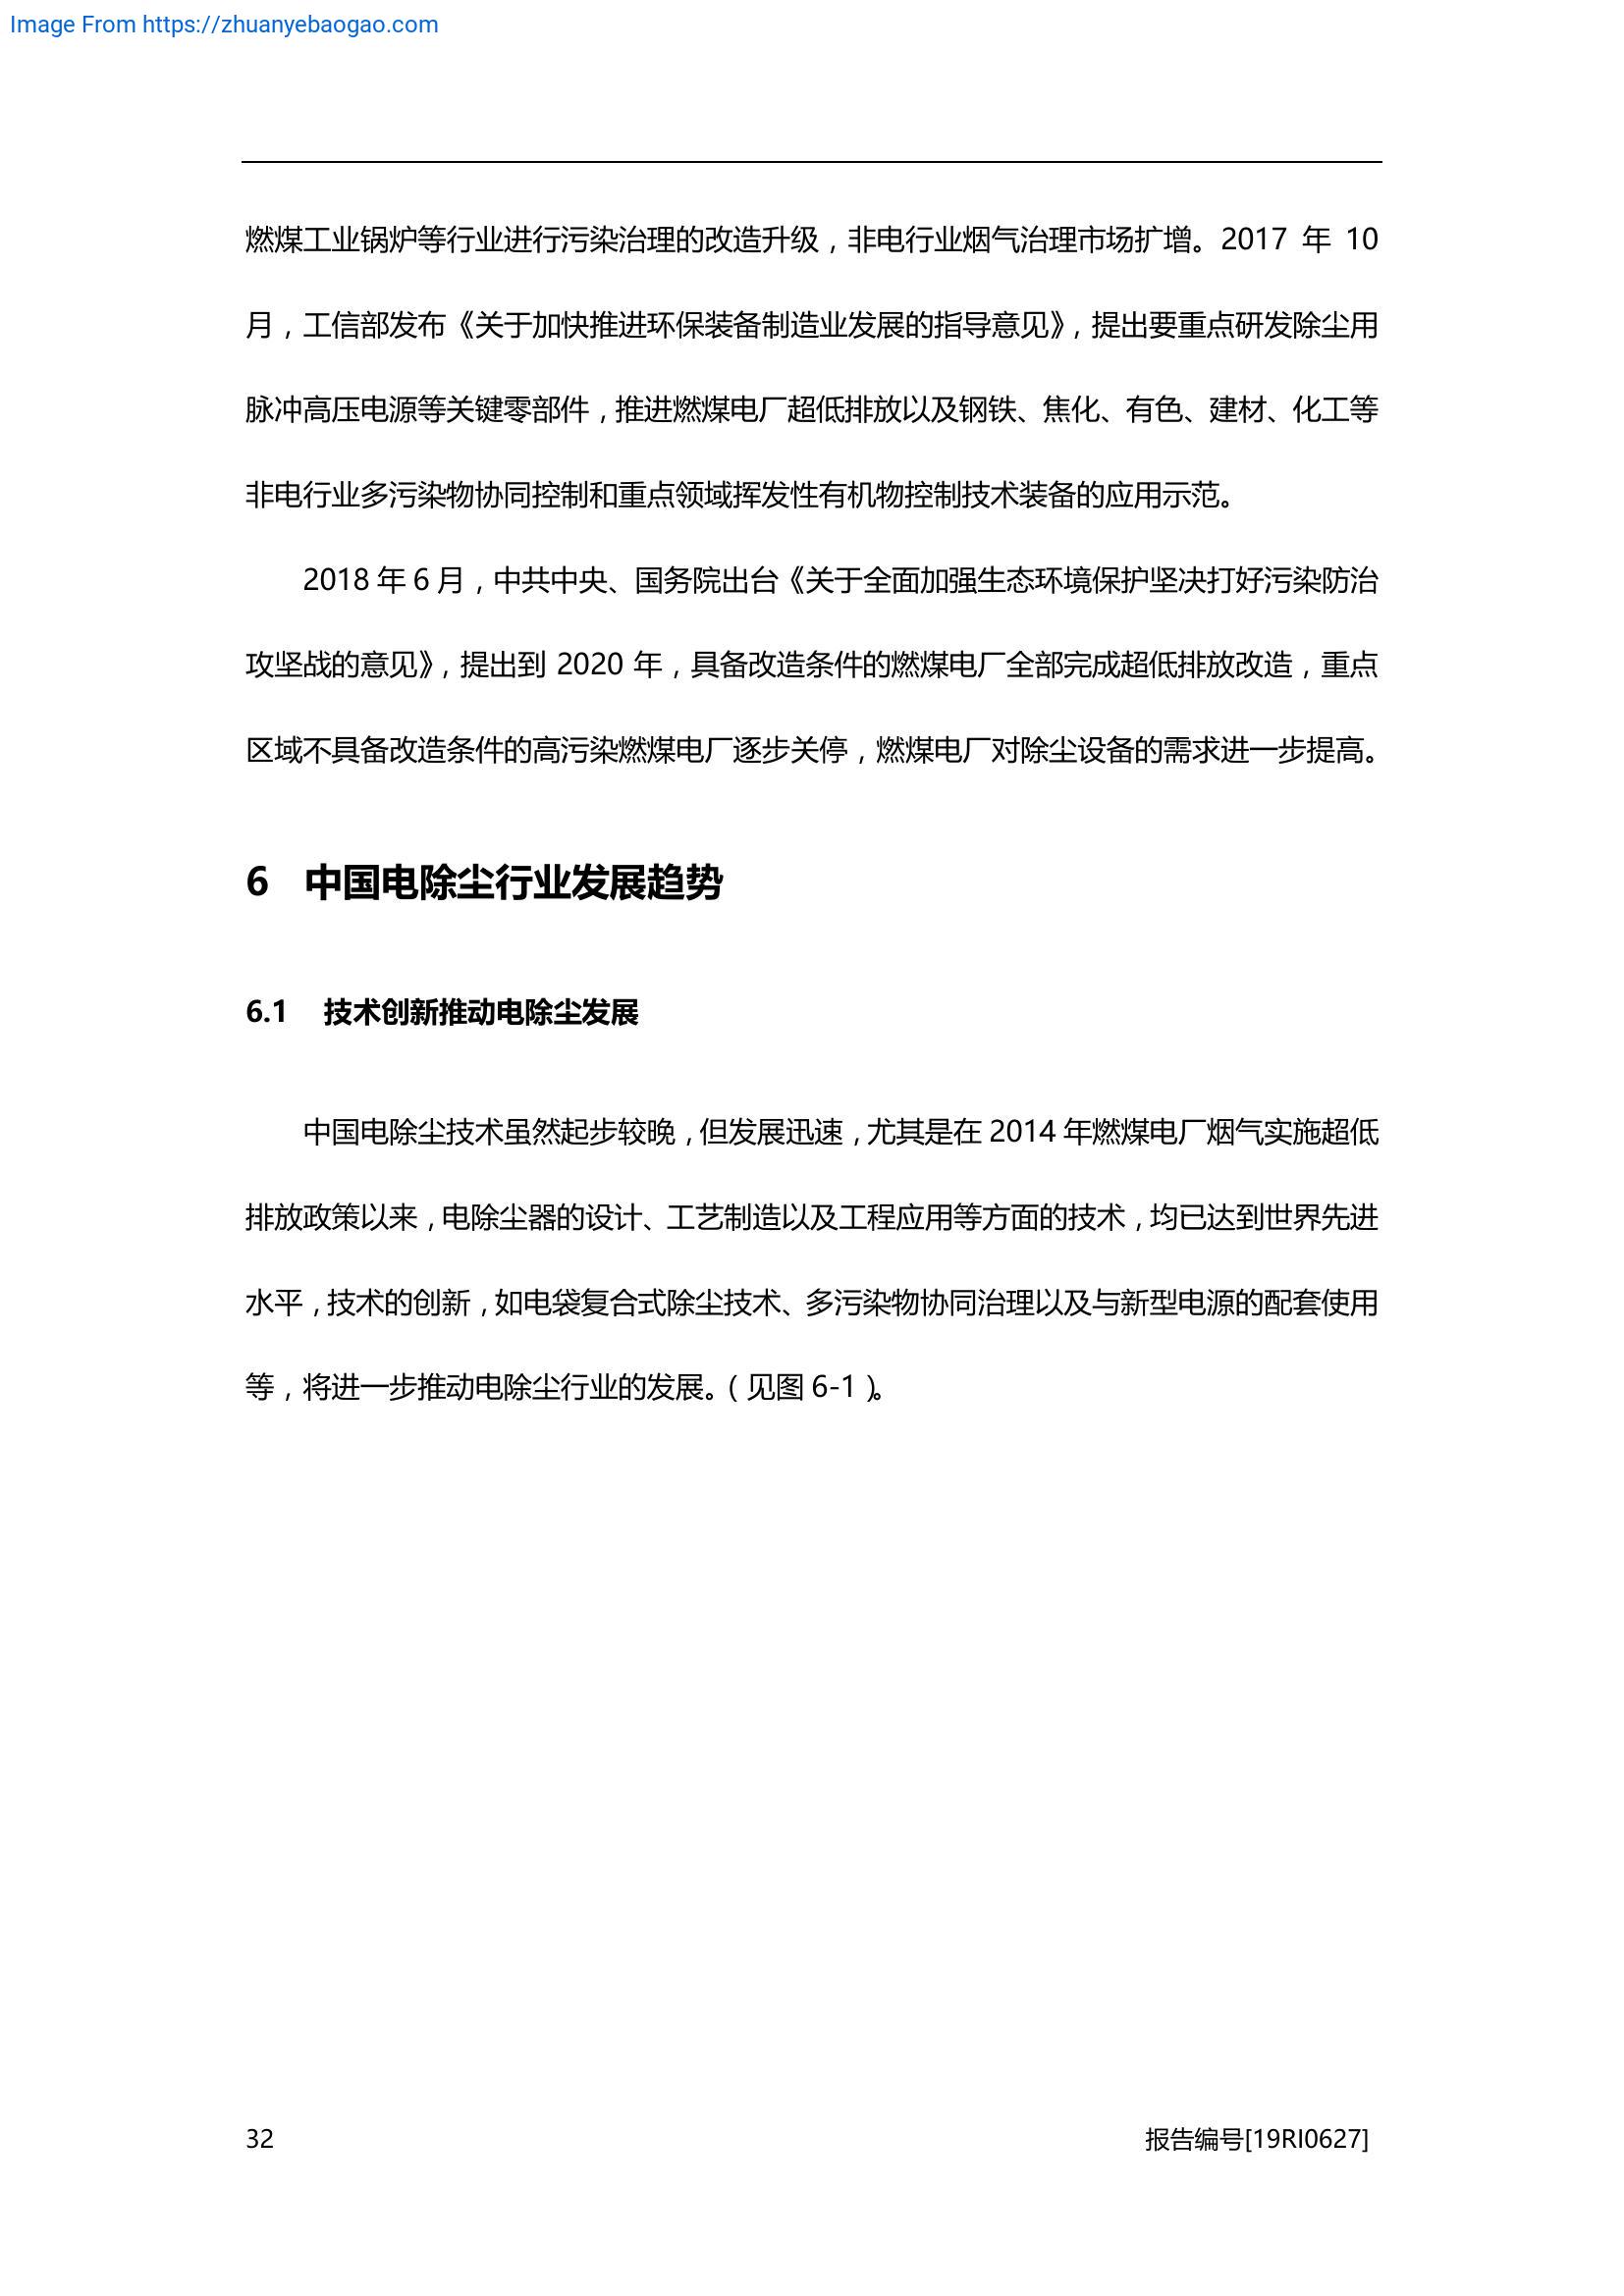 Image From https://zhuanyebaogao.com
燃煤工业锅炉等行业进行污染治理的改造升级，非电行业烟气治理市场扩增。2017 年 10
月，工信部发布《关于加快推进环保装备制造业发展的指导意见》，提出要重点研发除尘用
脉冲高压电源等关键零部件，推进燃煤电厂超低排放以及钢铁、焦化、有色、建材、化工等
非电行业多污染物协同控制和重点领域挥发性有机物控制技术装备的应用示范。
2018 年 6 月，中共中央、国务院出台《关于全面加强生态环境保护坚决打好污染防治
攻坚战的意见》，提出到 2020 年，具备改造条件的燃煤电厂全部完成超低排放改造，重点
区域不具备改造条件的高污染燃煤电厂逐步关停，燃煤电厂对除尘设备的需求进一步提高。
6 中国电除尘行业发展趋势
6.1 技术创新推动电除尘发展
中国电除尘技术虽然起步较晚，但发展迅速，尤其是在 2014 年燃煤电厂烟气实施超低
排放政策以来，电除尘器的设计、工艺制造以及工程应用等方面的技术，均已达到世界先进
水平，技术的创新，如电袋复合式除尘技术、多污染物协同治理以及与新型电源的配套使用
等，将进一步推动电除尘行业的发展。（见图 6-1）。
32 报告编号[19RI0627]